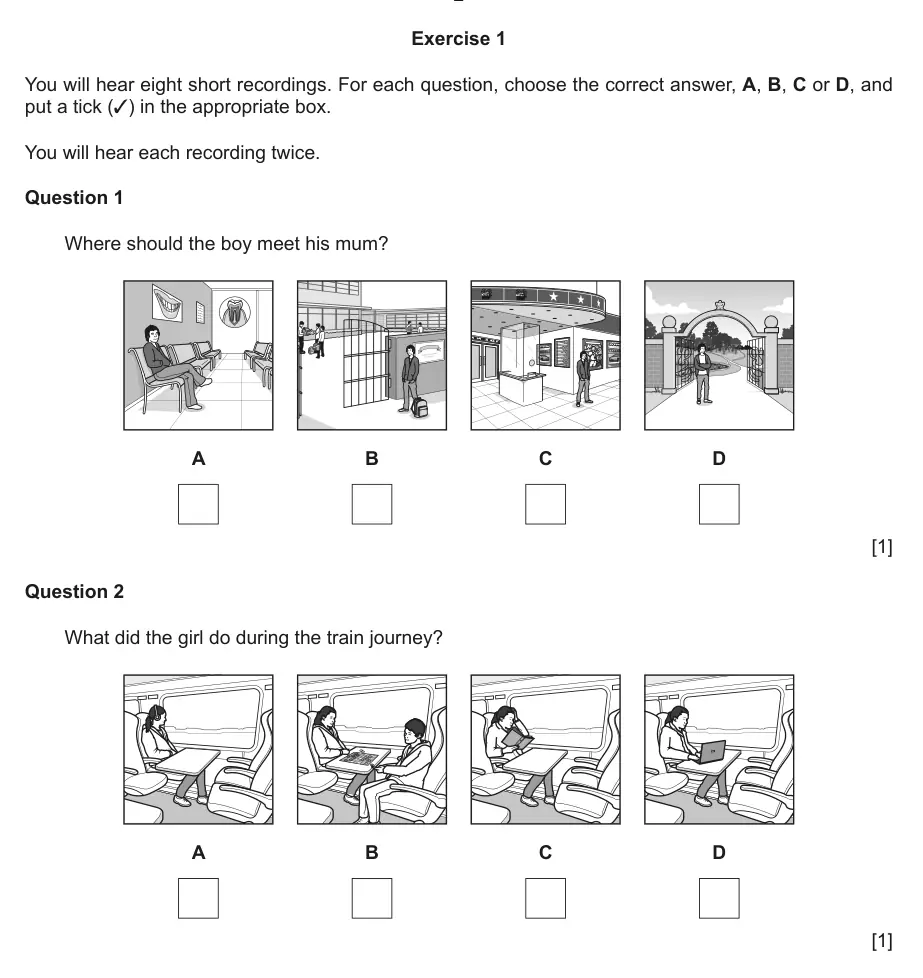 Exercise 1
You will hear eight short recordings. For each question, choose the correct answer, A, B, C or D, and
put a tick (✓) in the appropriate box.
You will hear each recording twice.
Question 1
Where should the boy meet his mum?
A B C D
[1]
Question 2
What did the girl do during the train journey?
A B C D
[1]